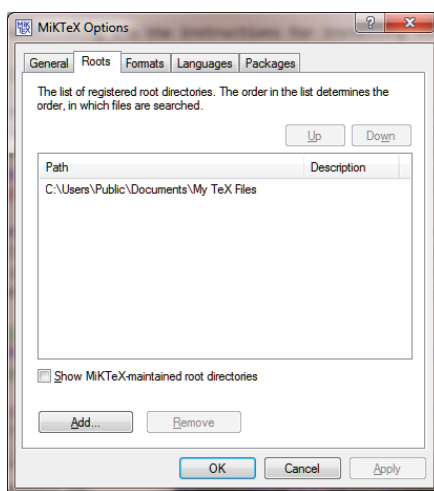 MiKTeX Options
General Roots Formats Languages Packages
The list of registered root directories. The order in the list determines the
order, in which files are searched.
Up Down
Path Description
C:\Users\Public\Documents\My TeX Files
Show MiKTeX-maintained root directories
Add... Remove
OK Cancel Apply